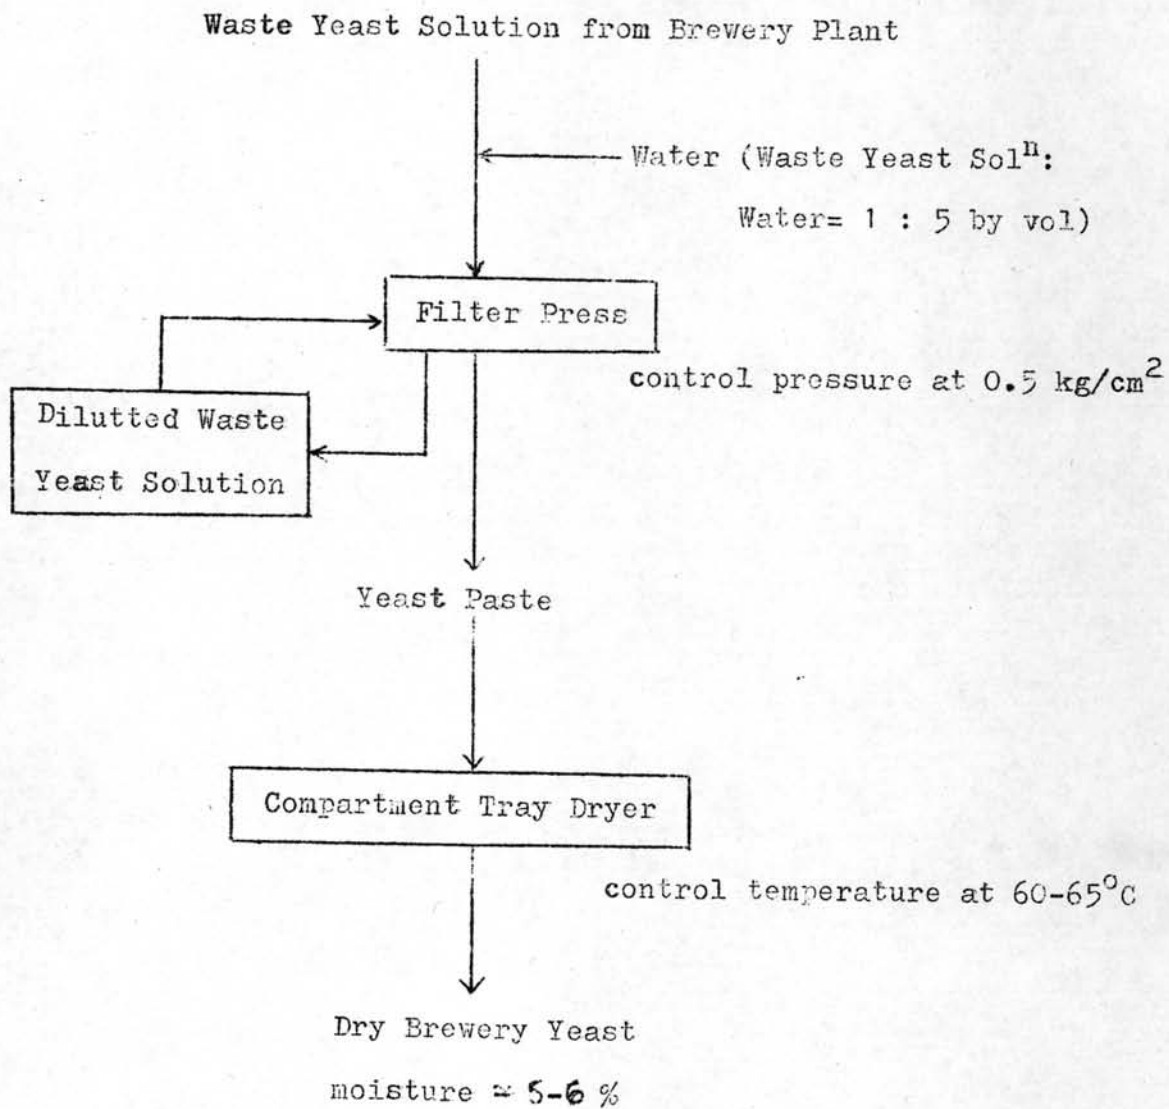 Waste Yeast Solution from Brewery Plant
Water (Waste Yeast Solⁿ:
Water= 1 : 5 by vol)
Filter Press
control pressure at 0.5 kg/cm²
Dilutted Waste
Yeast Solution
Yeast Paste
Compartment Tray Dryer
control temperature at 60-65°C
Dry Brewery Yeast
moisture ≃ 5-6 %